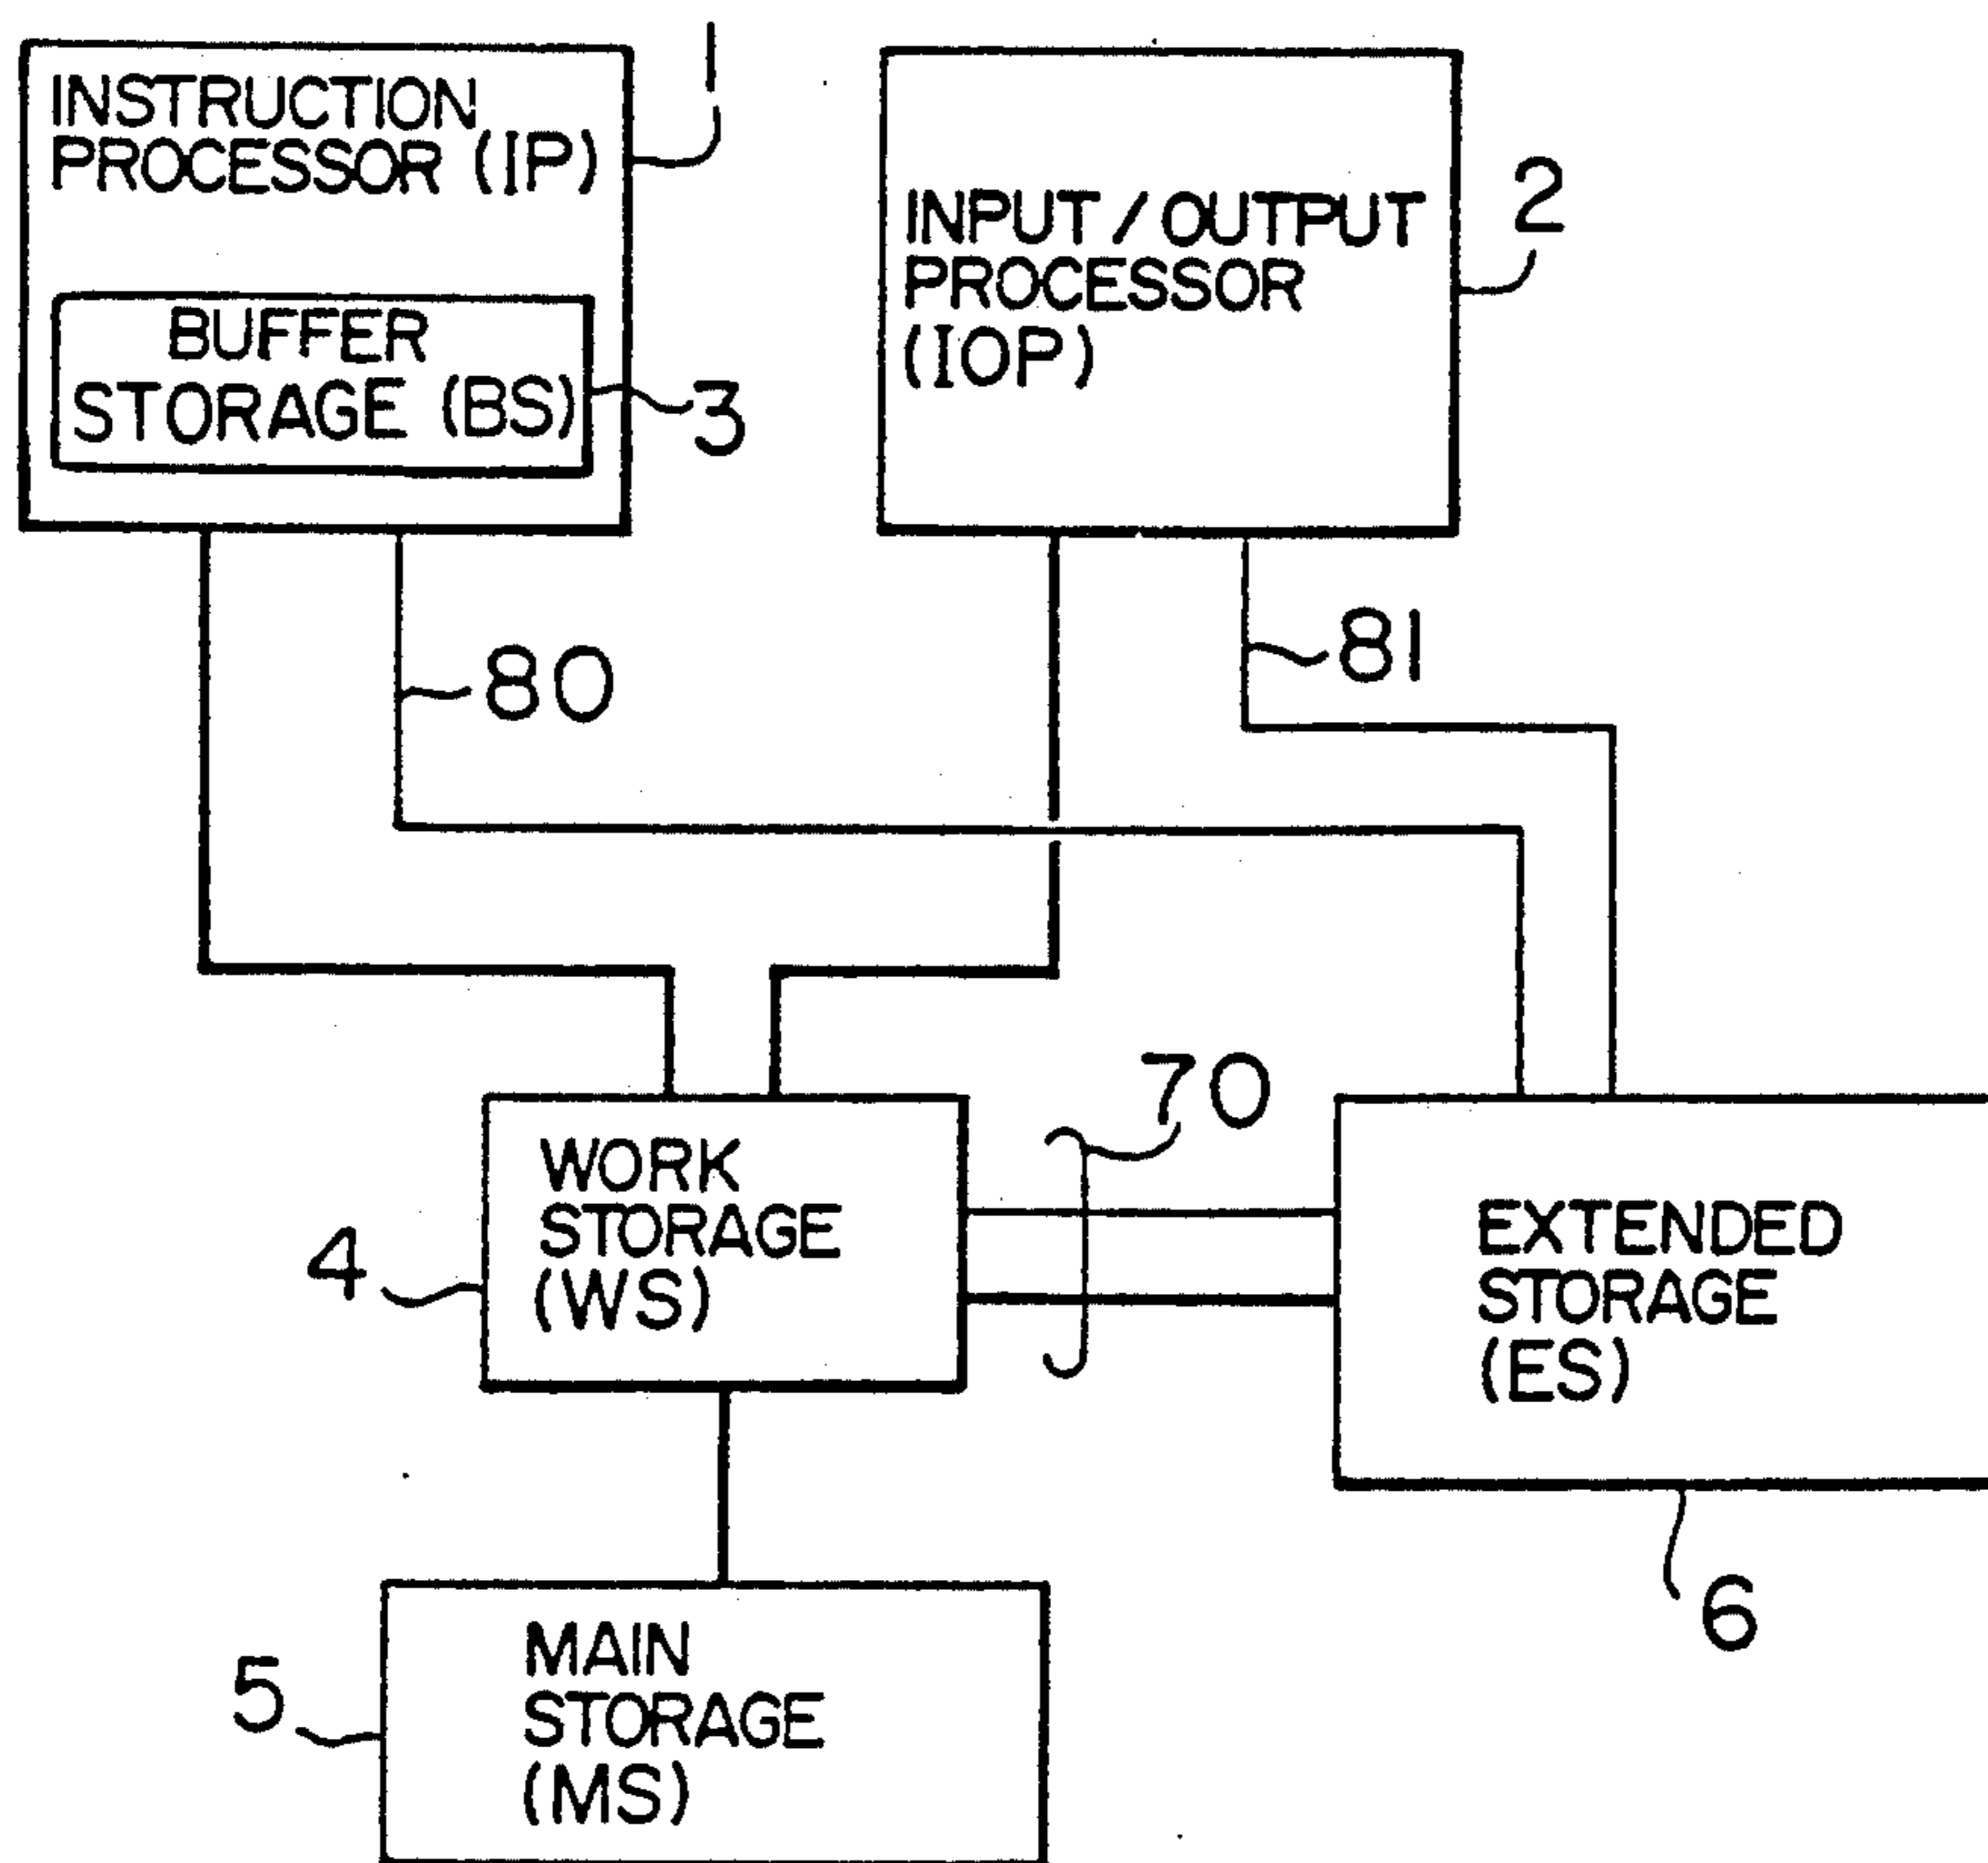 1
INSTRUCTION
PROCESSOR (IP)
BUFFER
STORAGE (BS)
3
INPUT/OUTPUT
PROCESSOR
(IOP)
2
80
81
70
WORK
STORAGE
(WS)
4
EXTENDED
STORAGE
(ES)
6
MAIN
STORAGE
(MS)
5